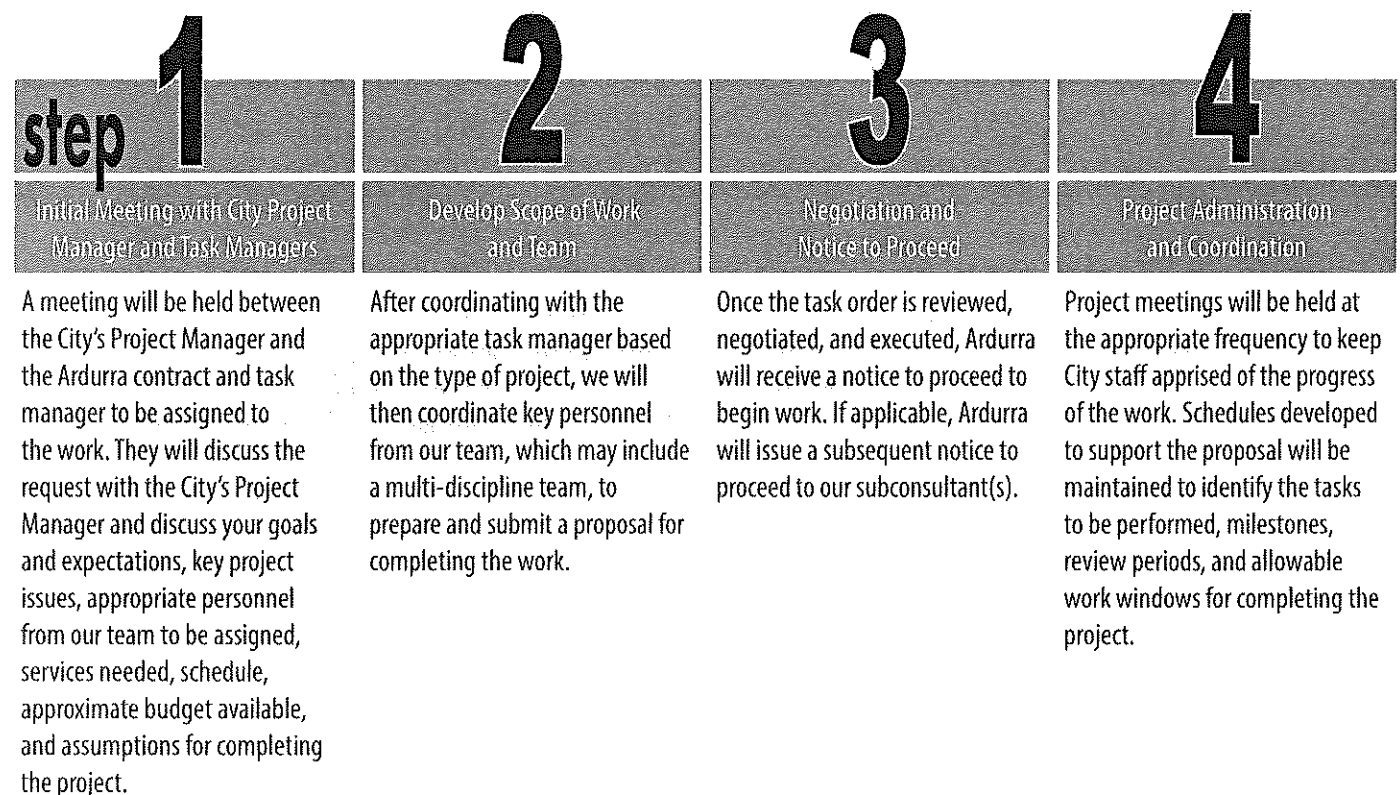 step 1
Initial Meeting with City Project
Manager and Task Managers
A meeting will be held between
the City's Project Manager and
the Ardurra contract and task
manager to be assigned to
the work. They will discuss the
request with the City's Project
Manager and discuss your goals
and expectations, key project
issues, appropriate personnel
from our team to be assigned,
services needed, schedule,
approximate budget available,
and assumptions for completing
the project.
2
Develop Scope of Work
and Team
After coordinating with the
appropriate task manager based
on the type of project, we will
then coordinate key personnel
from our team, which may include
a multi-discipline team, to
prepare and submit a proposal for
completing the work.
3
Negotiation and
Notice to Proceed
Once the task order is reviewed,
negotiated, and executed, Ardurra
will receive a notice to proceed to
begin work. If applicable, Ardurra
will issue a subsequent notice to
proceed to our subconsultant(s).
4
Project Administration
and Coordination
Project meetings will be held at
the appropriate frequency to keep
City staff apprised of the progress
of the work. Schedules developed
to support the proposal will be
maintained to identify the tasks
to be performed, milestones,
review periods, and allowable
work windows for completing the
project.